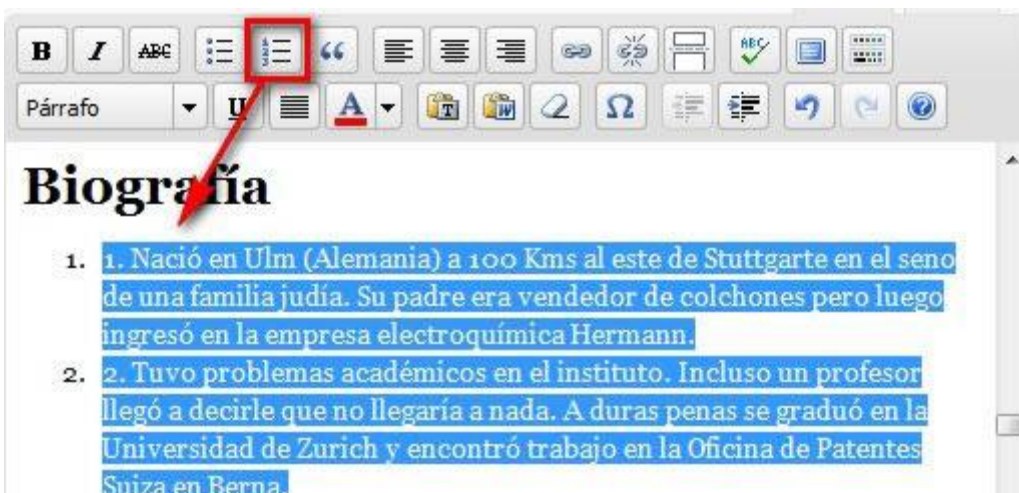 B I ABC ABC
Párrafo U A T W Ω
Biografía
1. 1. Nació en Ulm (Alemania) a 100 Kms al este de Stuttgarte en el seno
de una familia judía. Su padre era vendedor de colchones pero luego
ingresó en la empresa electroquímica Hermann.
2. 2. Tuvo problemas académicos en el instituto. Incluso un profesor
llegó a decirle que no llegaría a nada. A duras penas se graduó en la
Universidad de Zurich y encontró trabajo en la Oficina de Patentes
Suiza en Berna.